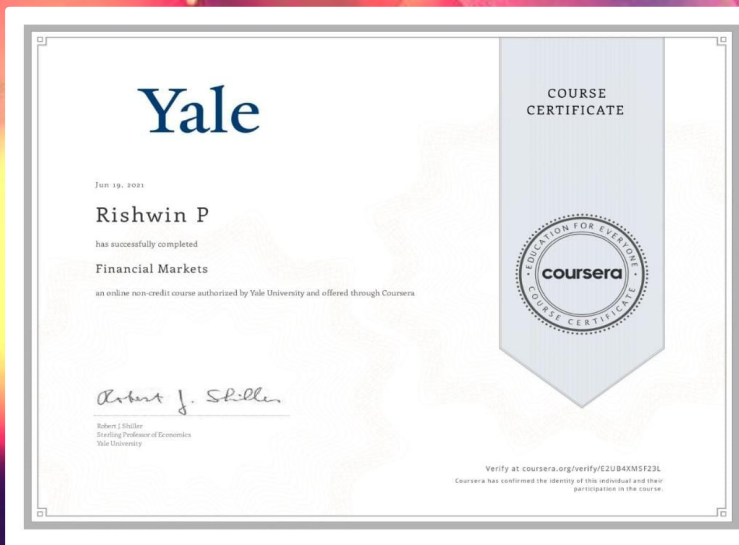 Yale
COURSE
CERTIFICATE
Jun 19, 2021
Rishwin P
has successfully completed
Financial Markets
an online non-credit course authorized by Yale University and offered through Coursera
EDUCATION FOR EVERYONE
coursera
COURSE CERTIFICATE
Robert J. Shiller
Robert J. Shiller
Sterling Professor of Economics
Yale University
Verify at coursera.org/verify/E2UB4XMSF23L
Coursera has confirmed the identity of this individual and their
participation in the course.